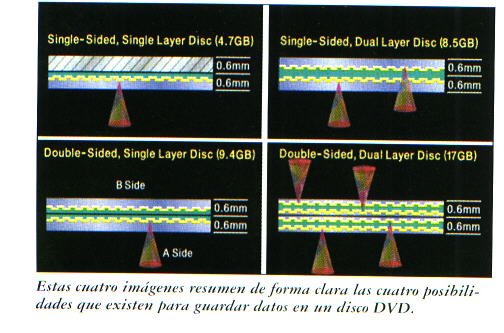 Single-Sided, Single Layer Disc (4.7GB)
0.6mm
0.6mm
Single-Sided, Dual Layer Disc (8.5GB)
0.6mm
0.6mm
Double-Sided, Single Layer Disc (9.4GB)
B Side
0.6mm
0.6mm
A Side
Double-Sided, Dual Layer Disc (17GB)
0.6mm
0.6mm
Estas cuatro imágenes resumen de forma clara las cuatro posibili-
dades que existen para guardar datos en un disco DVD.